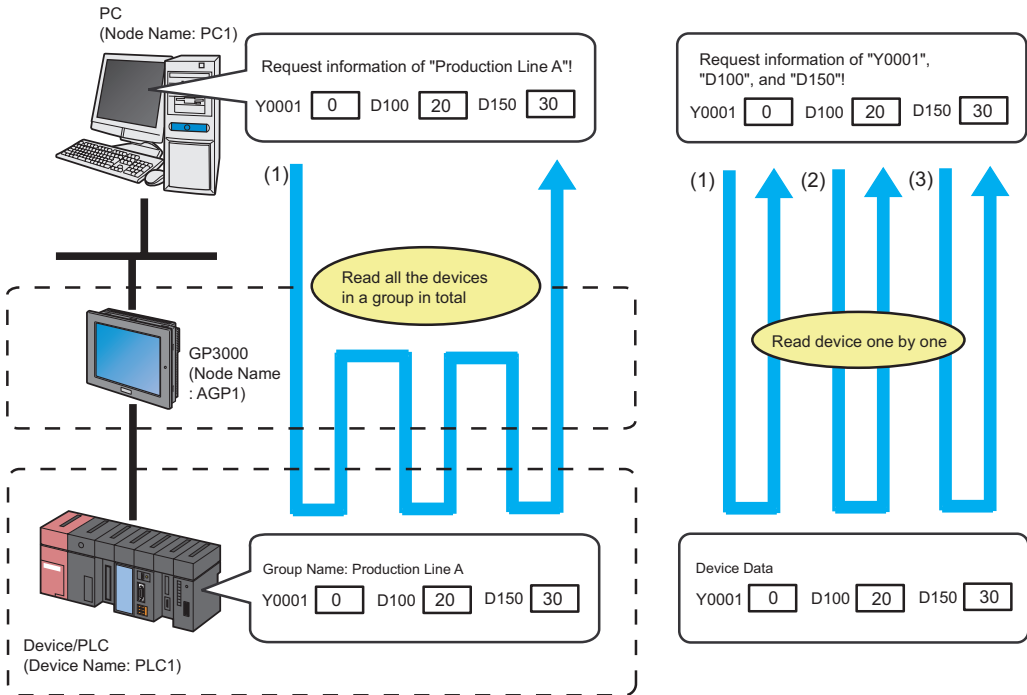 PC
(Node Name: PC1)
Request information of "Production Line A"!
Y0001 0 D100 20 D150 30
Request information of "Y0001",
"D100", and "D150"!
Y0001 0 D100 20 D150 30
(1)
(1) (2) (3)
Read all the devices
in a group in total
Read device one by one
GP3000
(Node Name
: AGP1)
Group Name: Production Line A
Y0001 0 D100 20 D150 30
Device Data
Y0001 0 D100 20 D150 30
Device/PLC
(Device Name: PLC1)